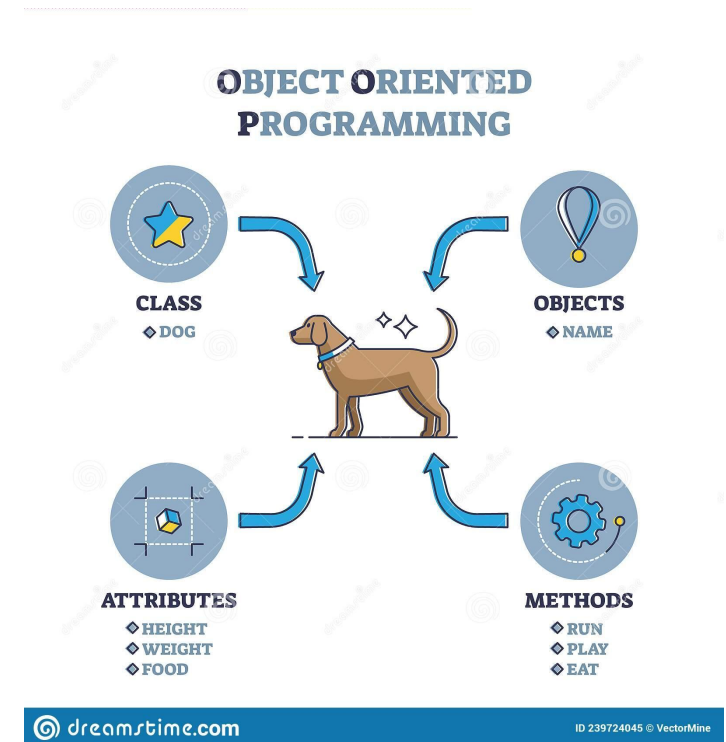 OBJECT ORIENTED
PROGRAMMING
CLASS
DOG
OBJECTS
NAME
ATTRIBUTES
HEIGHT
WEIGHT
FOOD
METHODS
RUN
PLAY
EAT
dreamstime.com
ID 239724045 © VectorMine